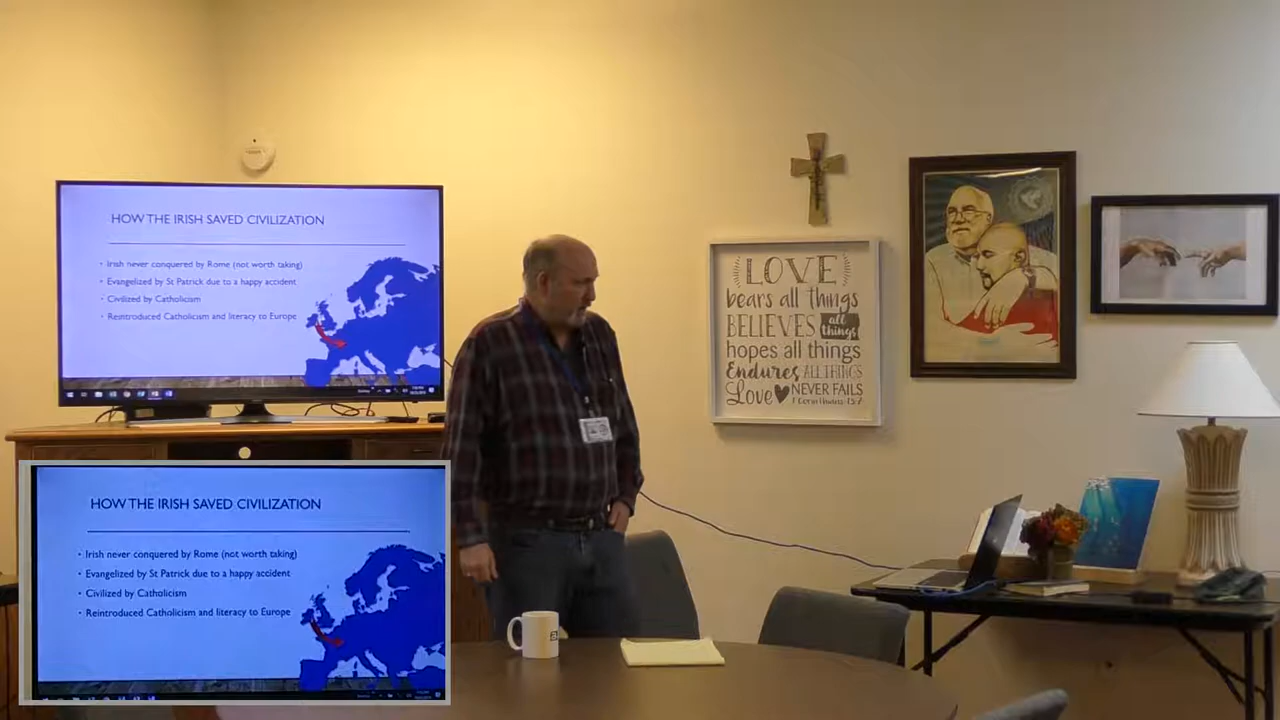 HOW THE IRISH SAVED CIVILIZATION
• Irish never conquered by Rome (not worth taking)
• Evangelized by St Patrick due to a happy accident
• Civilized by Catholicism
• Reintroduced Catholicism and literacy to Europe
LOVE
bears all things
BELIEVES all things
hopes all things
Endures ALL THINGS
Love NEVER FAILS
HOW THE IRISH SAVED CIVILIZATION
• Irish never conquered by Rome (not worth taking)
• Evangelized by St Patrick due to a happy accident
• Civilized by Catholicism
• Reintroduced Catholicism and literacy to Europe